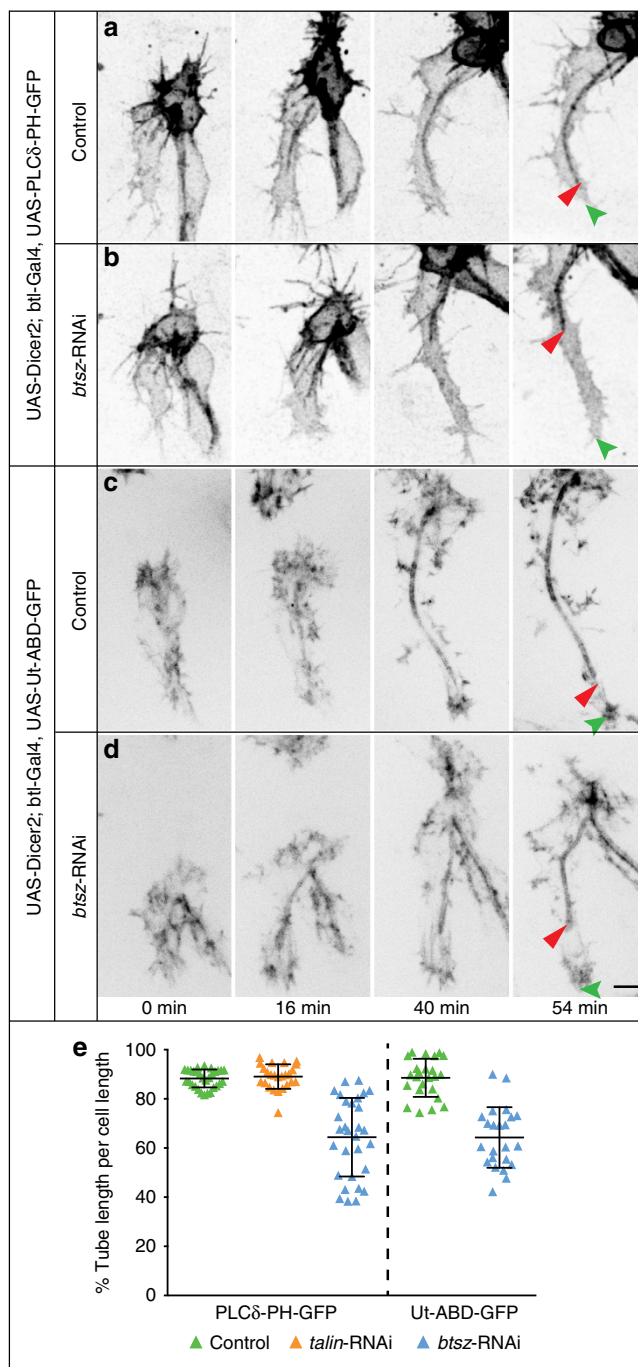 UAS-Dicer2; btl-Gal4, UAS-PLCδ-PH-GFP
Control
a
btsz-RNAi
b
UAS-Dicer2; btl-Gal4, UAS-Ut-ABD-GFP
Control
c
btsz-RNAi
d
0 min 16 min 40 min 54 min
e
% Tube length per cell length
100
80
60
40
20
0
PLCδ-PH-GFP Ut-ABD-GFP
Control talin-RNAi btsz-RNAi